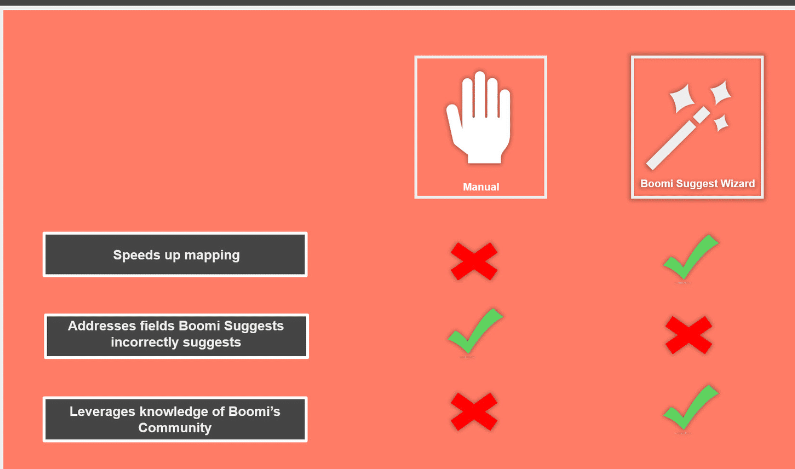 Manual
Boomi Suggest Wizard
Speeds up mapping
Addresses fields Boomi Suggests
incorrectly suggests
Leverages knowledge of Boomi's
Community